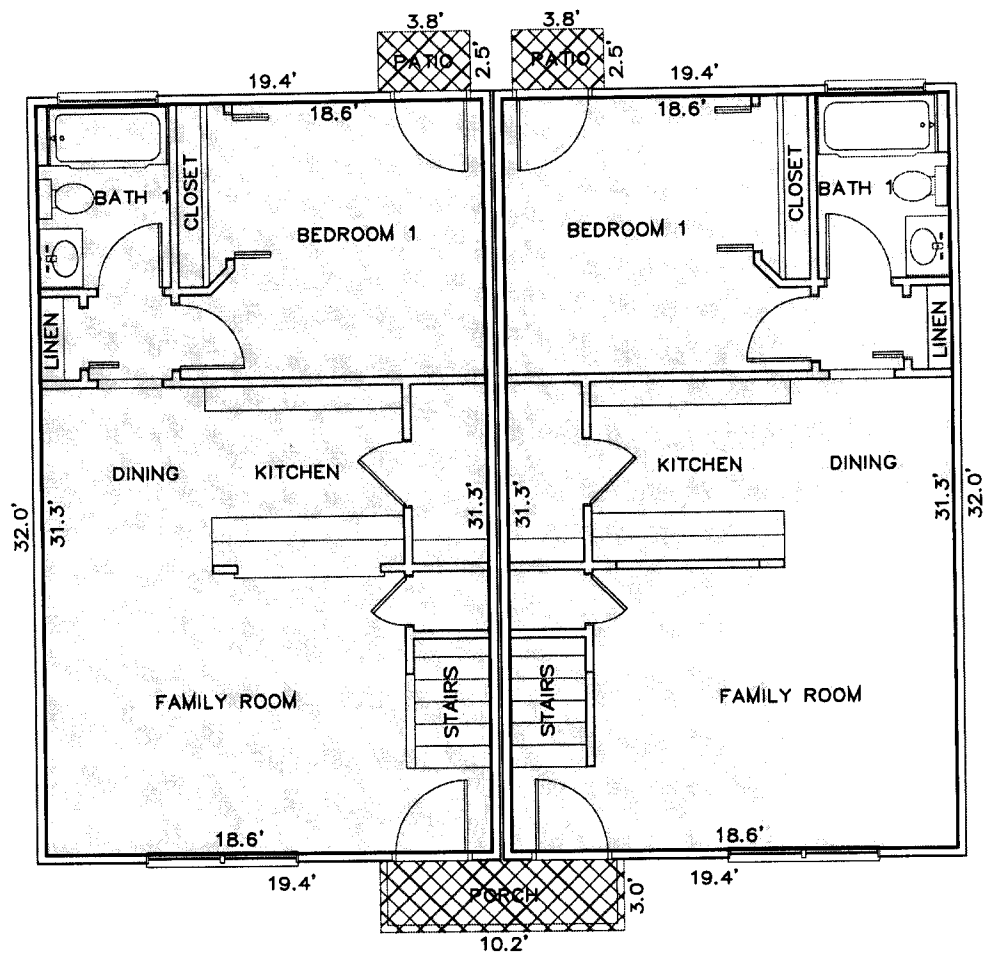 3.8' 3.8'
PATIO 2.5' PATIO 2.5'
19.4' 19.4'
18.6' 18.6'
BATH 1 CLOSET BEDROOM 1 BEDROOM 1 CLOSET BATH 1
LINEN LINEN
DINING KITCHEN KITCHEN DINING
32.0' 31.3' 31.3' 31.3' 31.3' 32.0'
FAMILY ROOM STAIRS STAIRS FAMILY ROOM
18.6' 18.6'
19.4' PORCH 3.0' 19.4'
10.2'